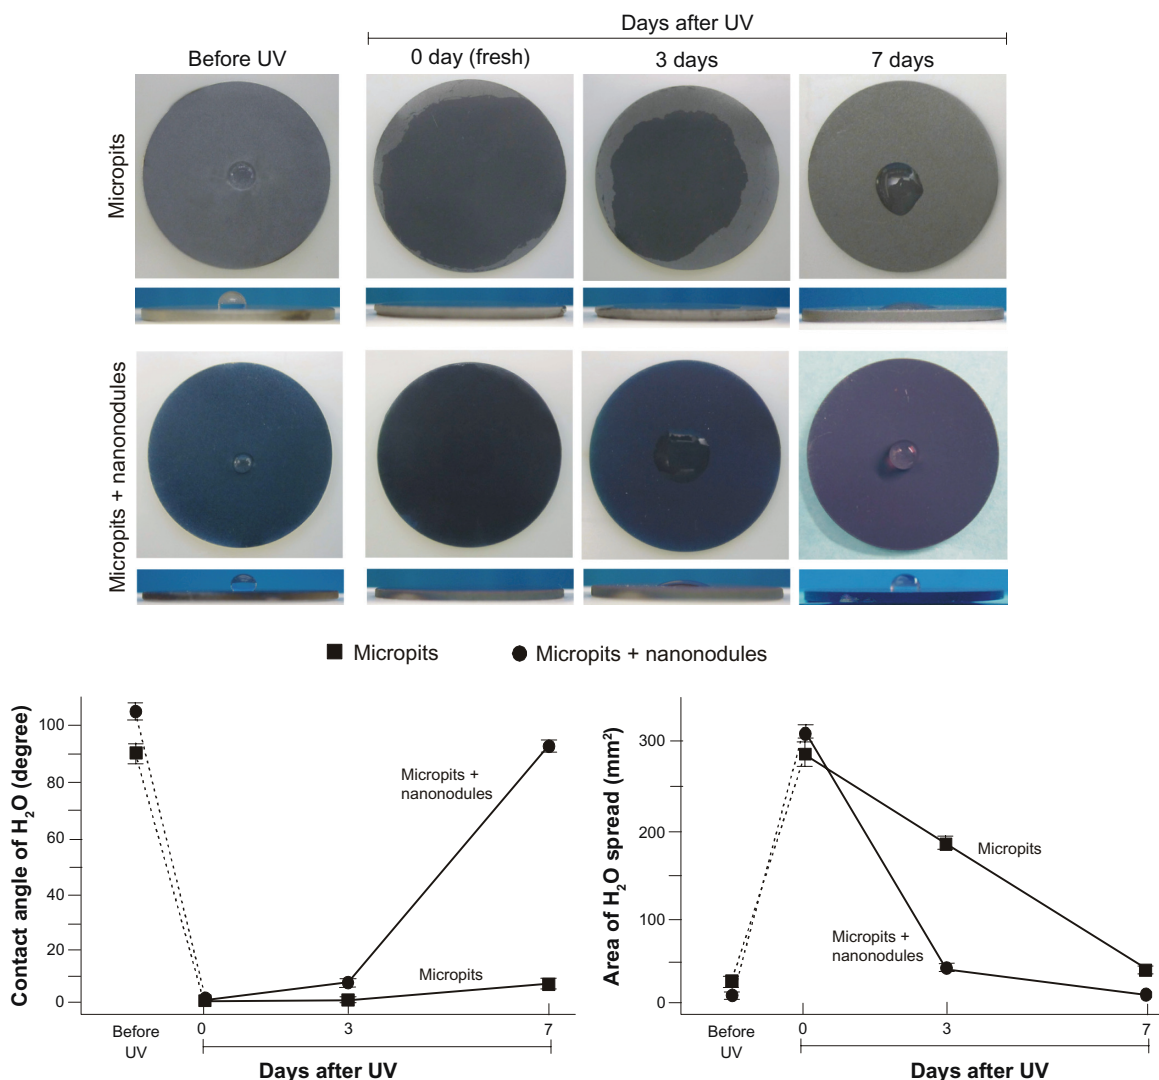 Days after UV
Before UV
0 day (fresh)
3 days
7 days
Micropits
Micropits + nanonodules
Micropits
Micropits + nanonodules
Contact angle of H₂O (degree)
100
80
60
40
20
0
Micropits +
nanonodules
Micropits
Before
UV
0
3
7
Days after UV
Area of H₂O spread (mm²)
300
200
100
0
Micropits
Micropits +
nanonodules
Before
UV
0
3
7
Days after UV